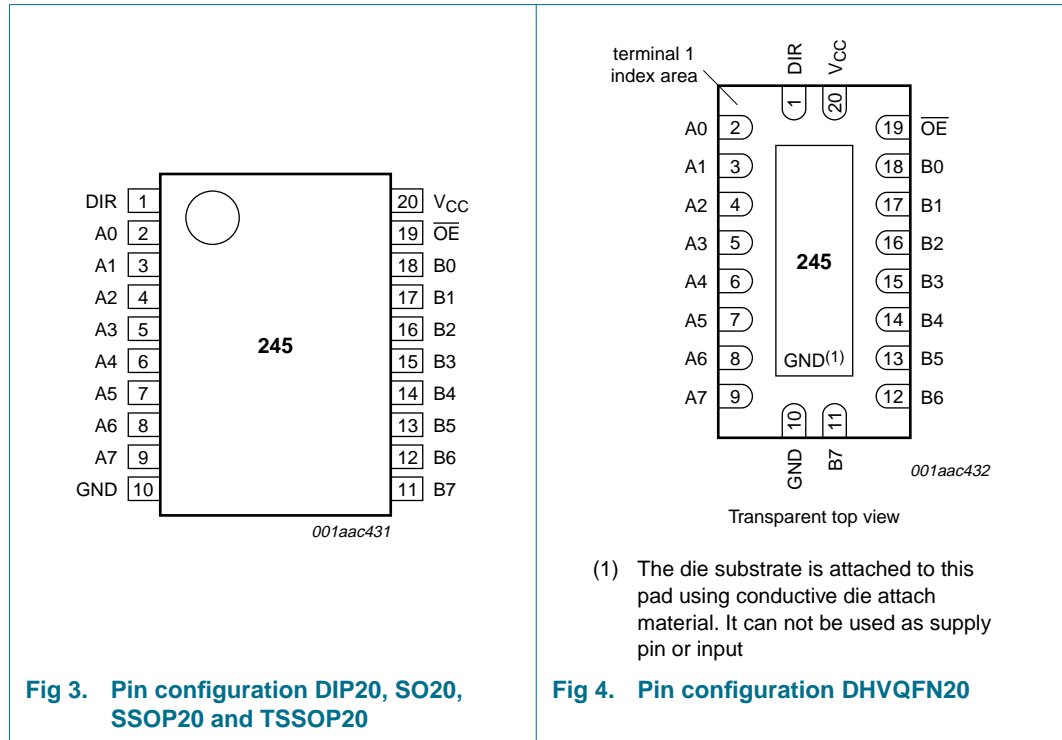 DIR 1 20 VCC
A0 2 19 OE
A1 3 18 B0
A2 4 17 B1
A3 5 16 B2
A4 6 15 B3
245
A5 7 14 B4
A6 8 13 B5
A7 9 12 B6
GND 10 11 B7
001aac431
Fig 3. Pin configuration DIP20, SO20,
SSOP20 and TSSOP20
terminal 1
index area
DIR VCC
1 20
A0 2 19 OE
A1 3 18 B0
A2 4 17 B1
A3 5 16 B2
245
A4 6 15 B3
A5 7 14 B4
A6 8 GND(1) 13 B5
A7 9 12 B6
10 11
GND B7
001aac432
Transparent top view
(1) The die substrate is attached to this
pad using conductive die attach
material. It can not be used as supply
pin or input
Fig 4. Pin configuration DHVQFN20